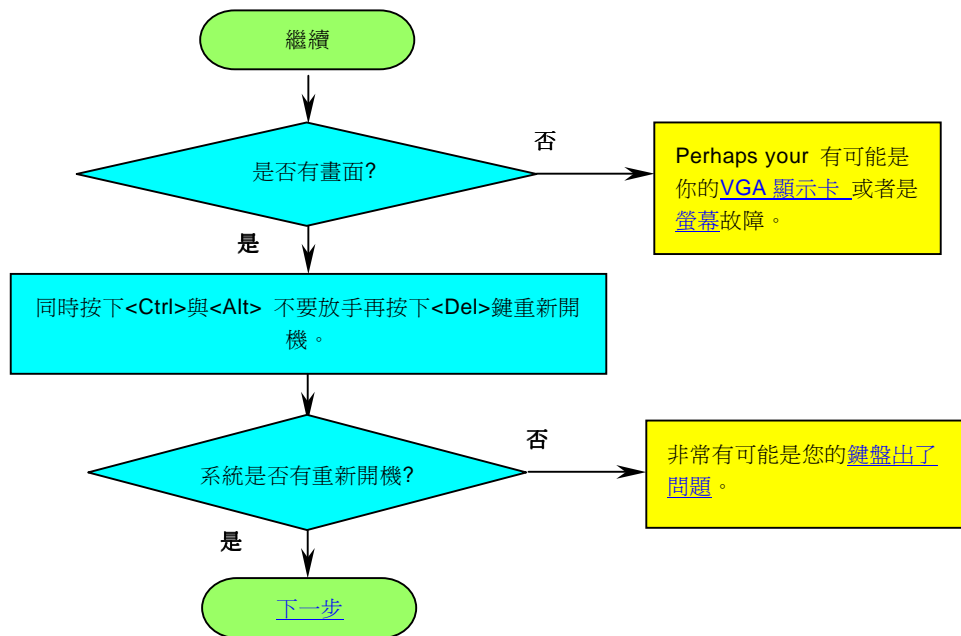 繼續
是否有畫面?
否
Perhaps your 有可能是
你的VGA 顯示卡 或者是
螢幕故障。
是
同時按下<Ctrl>與<Alt> 不要放手再按下<Del>鍵重新開
機。
系統是否有重新開機?
否
非常有可能是您的鍵盤出了
問題。
是
下一步